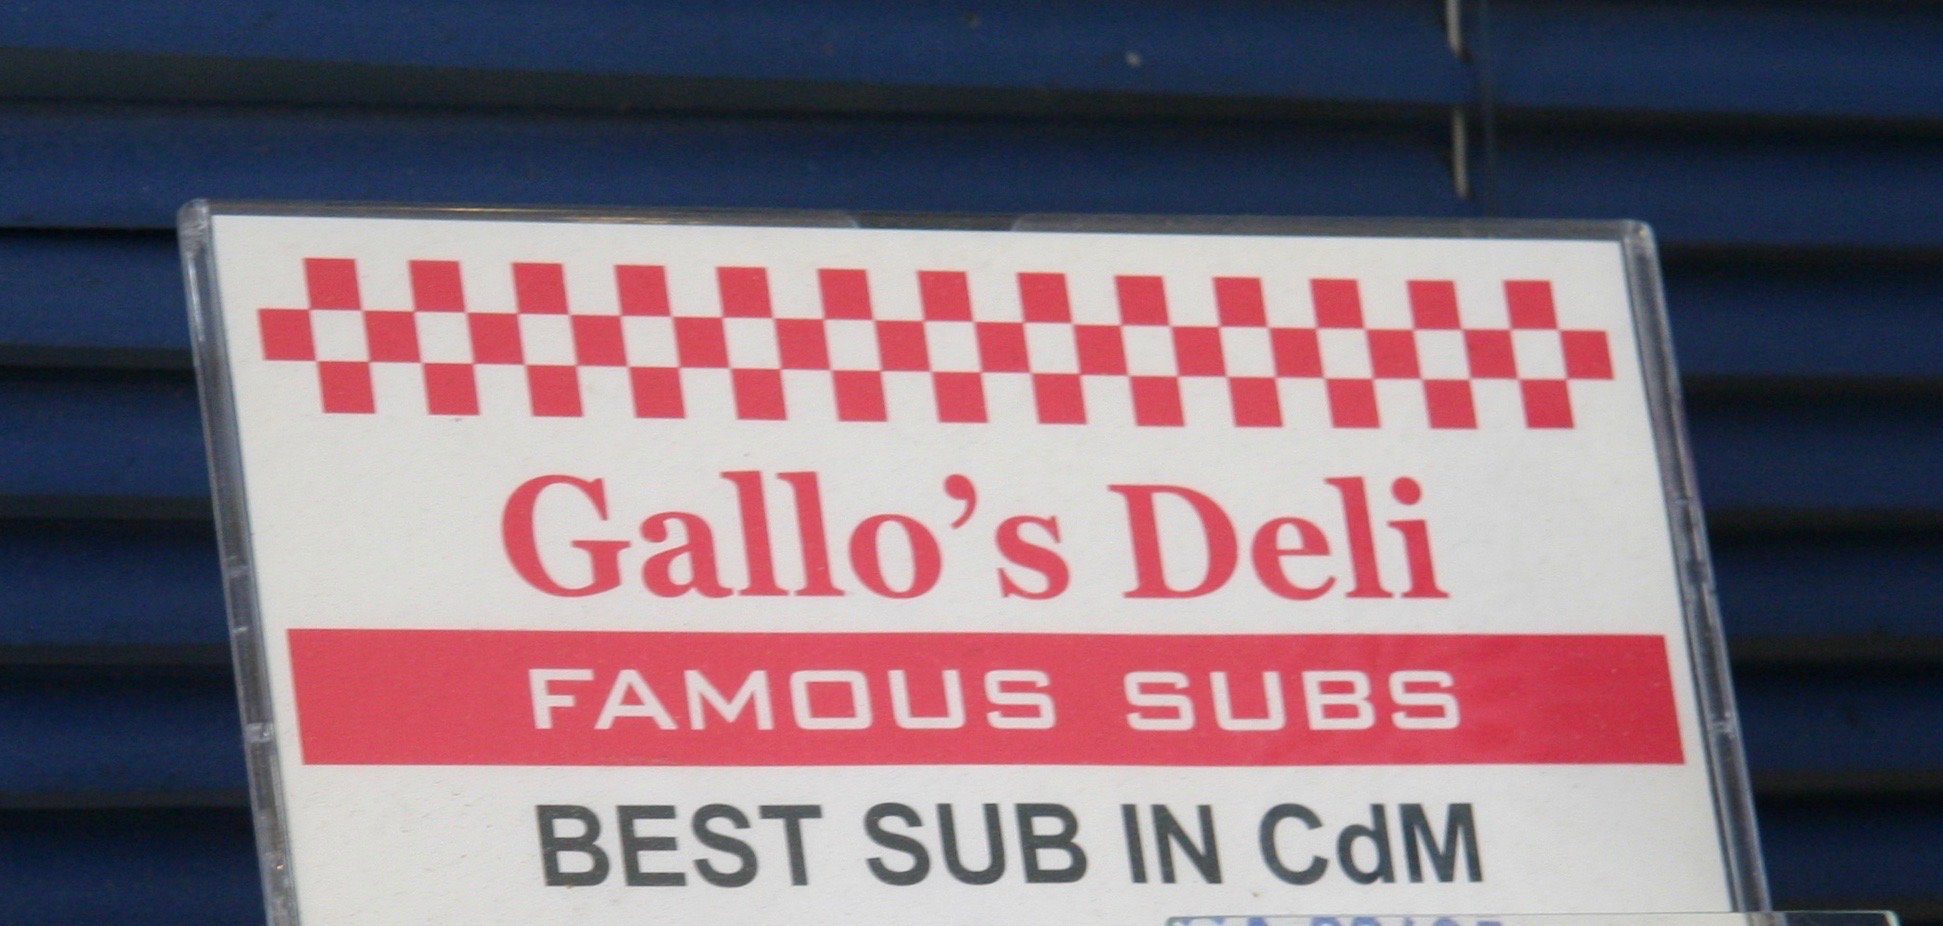 Gallo's Deli
FAMOUS SUBS
BEST SUB IN CdM